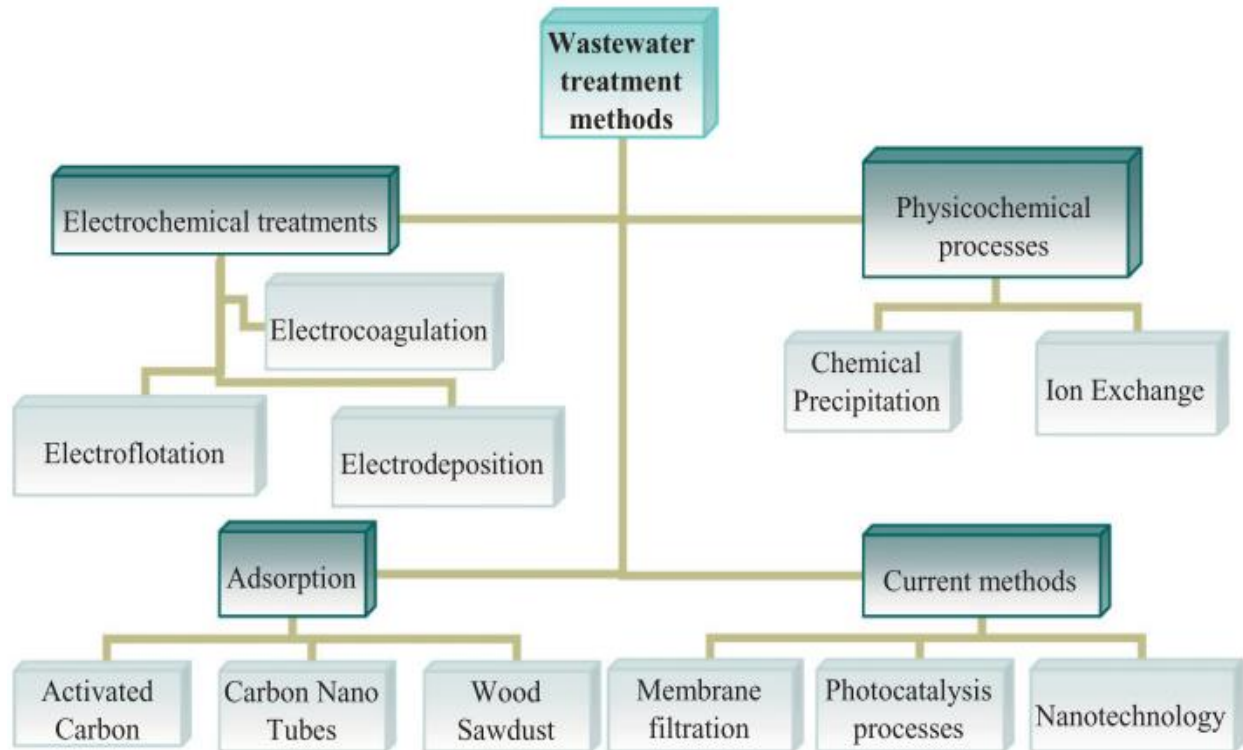 Wastewater
treatment
methods
Electrochemical treatments
Physicochemical
processes
Electrocoagulation
Chemical
Precipitation
Ion Exchange
Electroflotation
Electrodeposition
Adsorption
Current methods
Activated
Carbon
Carbon Nano
Tubes
Wood
Sawdust
Membrane
filtration
Photocatalysis
processes
Nanotechnology